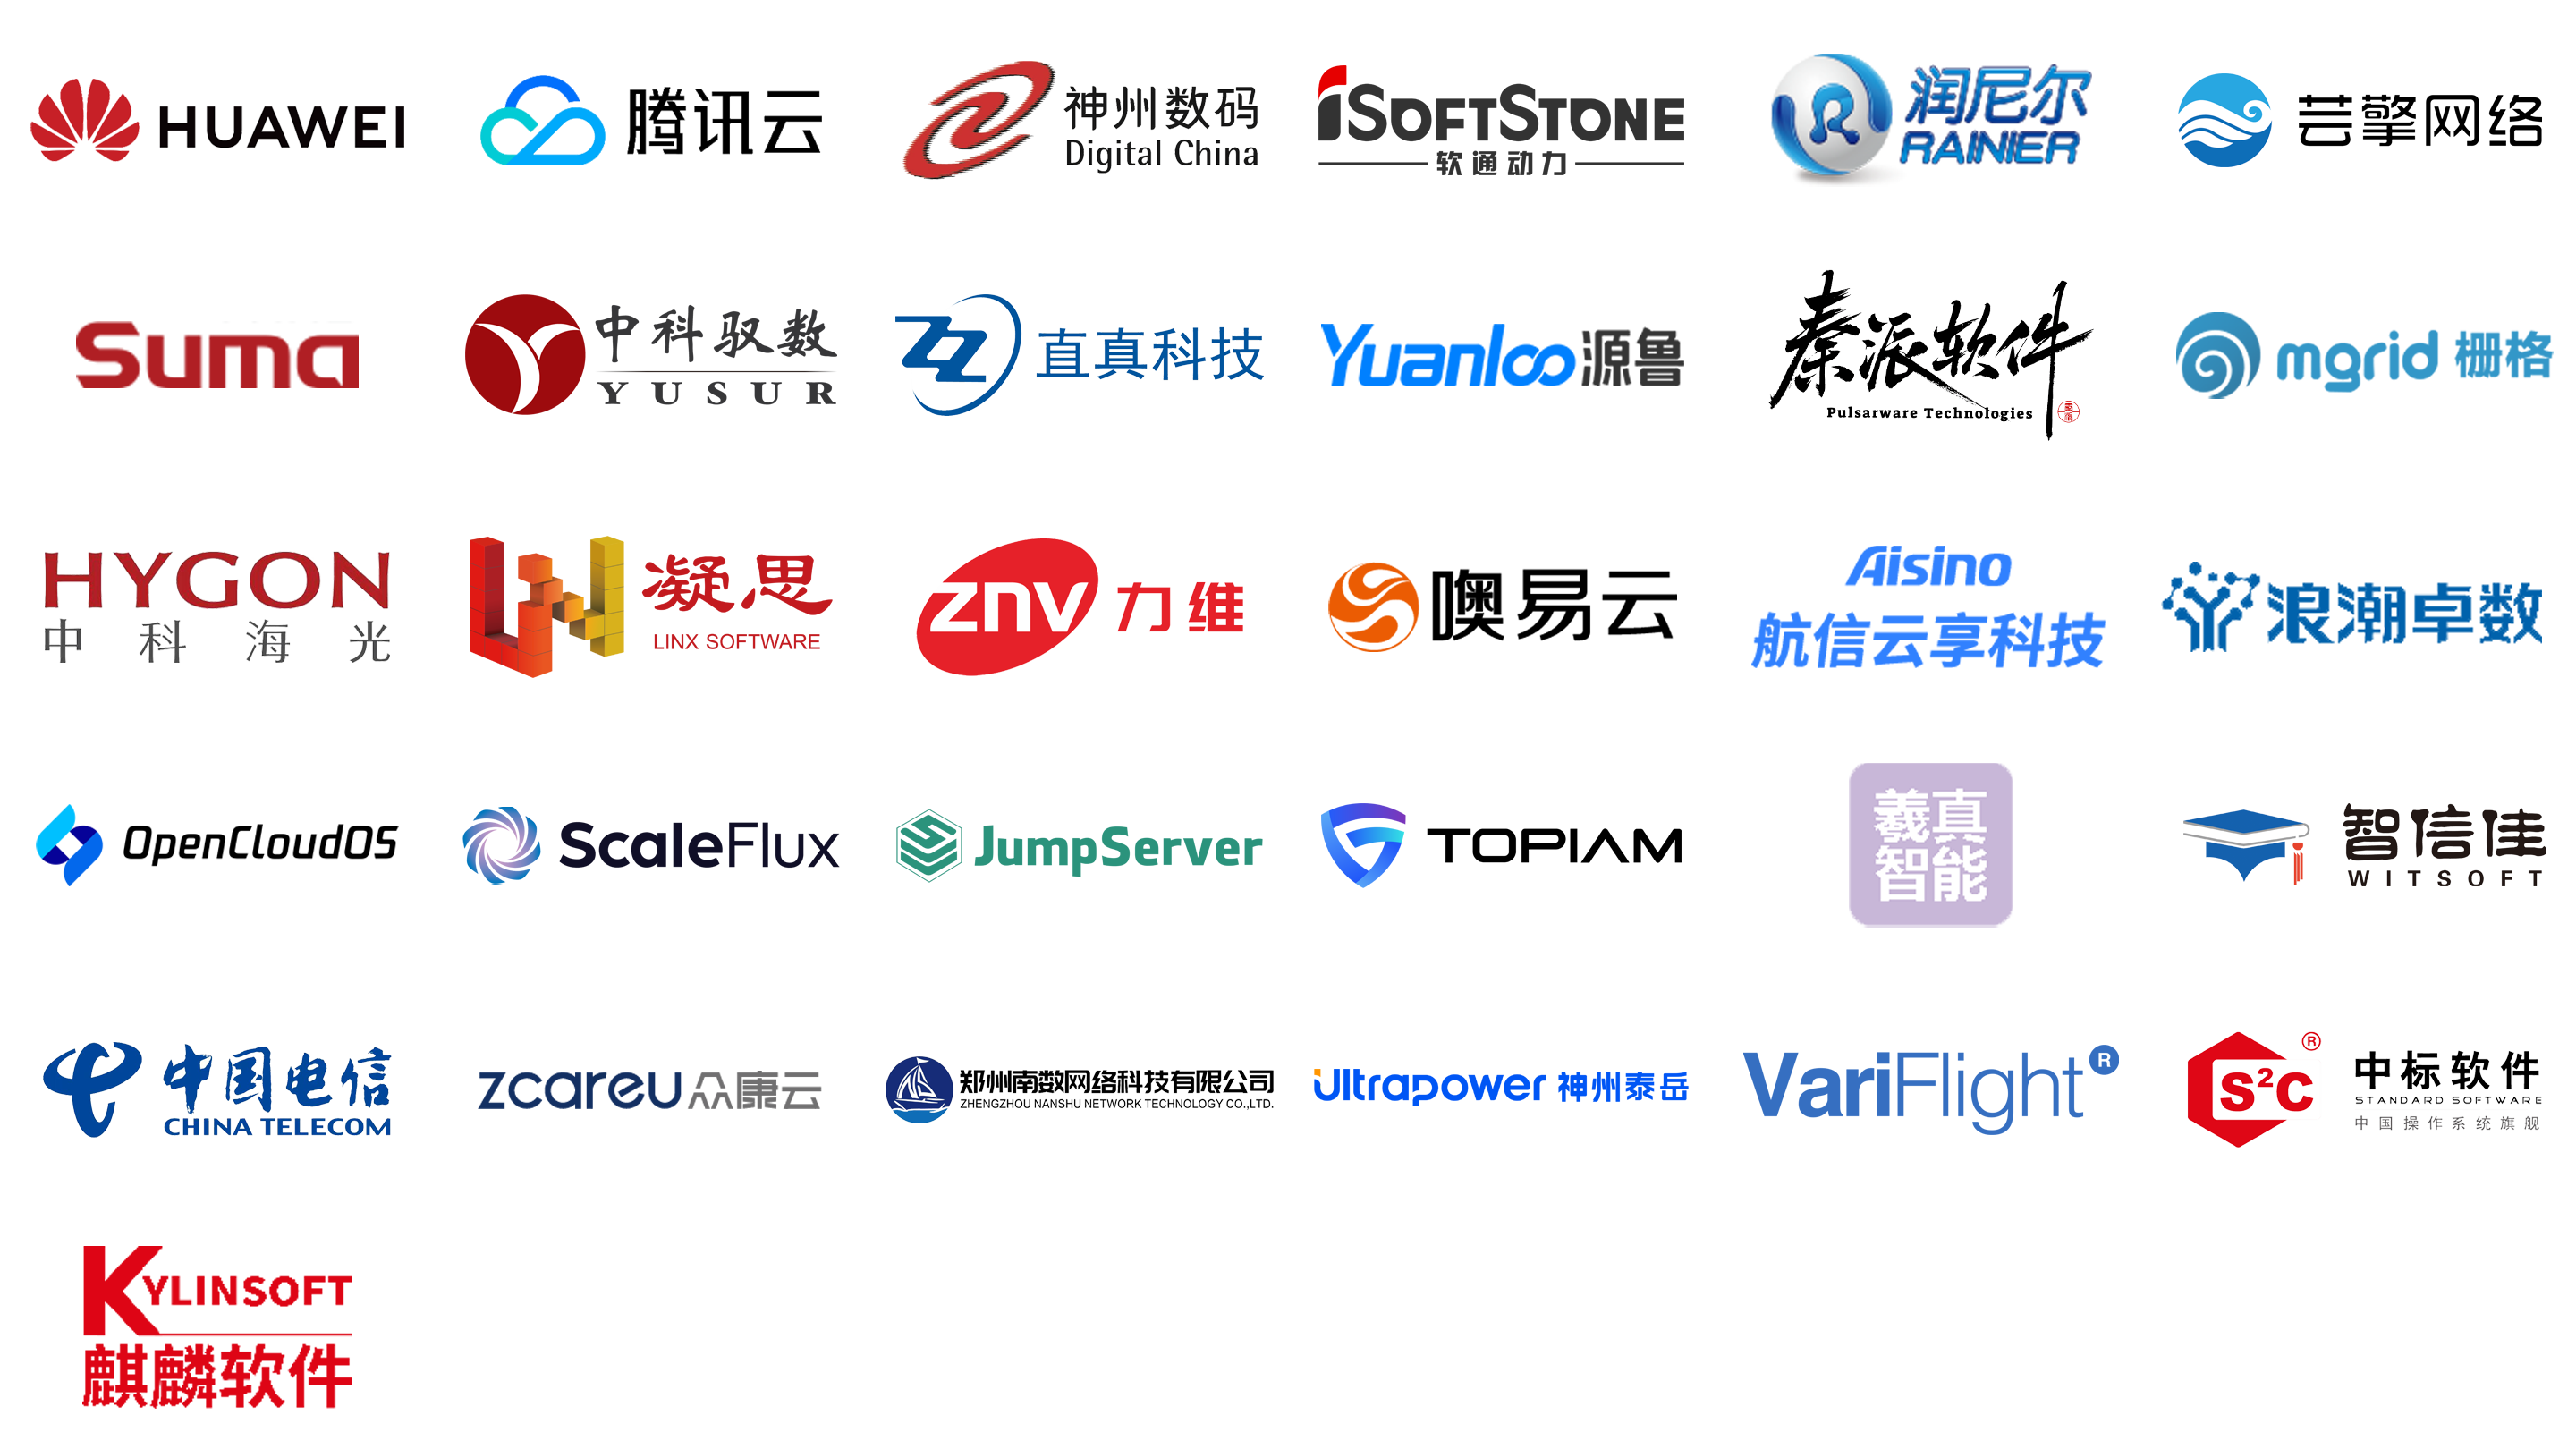 HUAWEI
腾讯云
神州数码
Digital China
iSOFTSTONE
软通动力
润尼尔
RAINIER
芸擎网络
Suma
中科驭数
YUSUR
直真科技
Yuanloo源鲁
秦派软件
Pulsarware Technologies
mgrid 栅格
HYGON
中科海光
凝思
LINX SOFTWARE
ZNV 力维
噢易云
Aisino
航信云享科技
浪潮卓数
OpenCloudOS
ScaleFlux
JumpServer
TOPIAM
羲直
智能
智信佳
WITSOFT
中国电信
CHINA TELECOM
zcareu 众康云
郑州南数网络科技有限公司
ZHENGZHOU NANSHU NETWORK TECHNOLOGY CO.,LTD.
Ultrapower 神州泰岳
VariFlight®
S²C®
中标软件
STANDARD SOFTWARE
中国操作系统旗舰
KYLINSOFT
麒麟软件